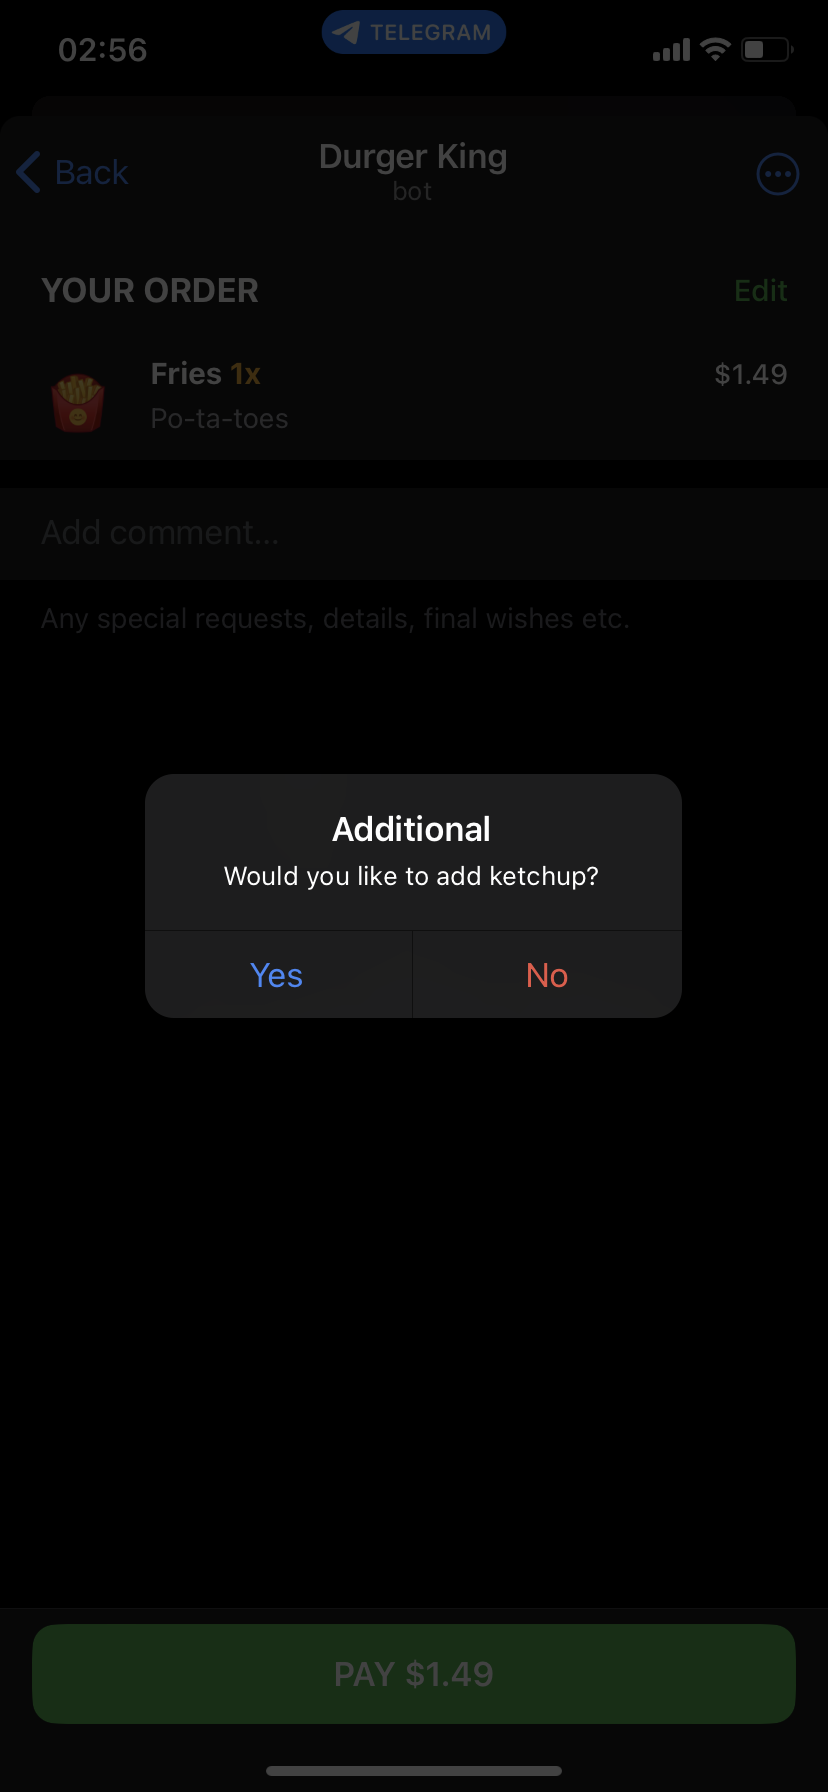 02:56
TELEGRAM
Back
Durger King
bot
YOUR ORDER
Edit
Fries 1x
$1.49
Po-ta-toes
Add comment...
Any special requests, details, final wishes etc.
Additional
Would you like to add ketchup?
Yes
No
PAY $1.49